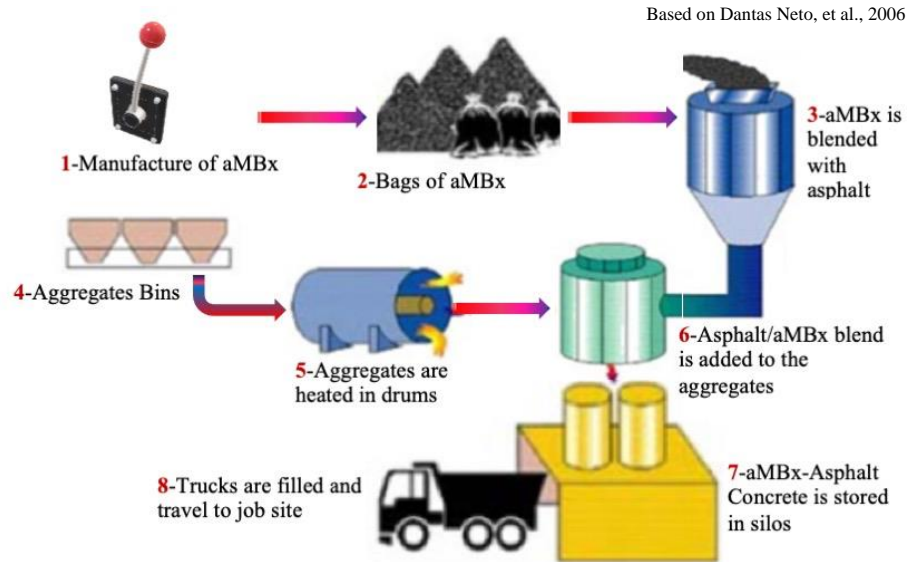 Based on Dantas Neto, et al., 2006
1-Manufacture of aMBx
2-Bags of aMBx
3-aMBx is
blended
with
asphalt
4-Aggregates Bins
5-Aggregates are
heated in drums
6-Asphalt/aMBx blend
is added to the
aggregates
7-aMBx-Asphalt
Concrete is stored
in silos
8-Trucks are filled and
travel to job site